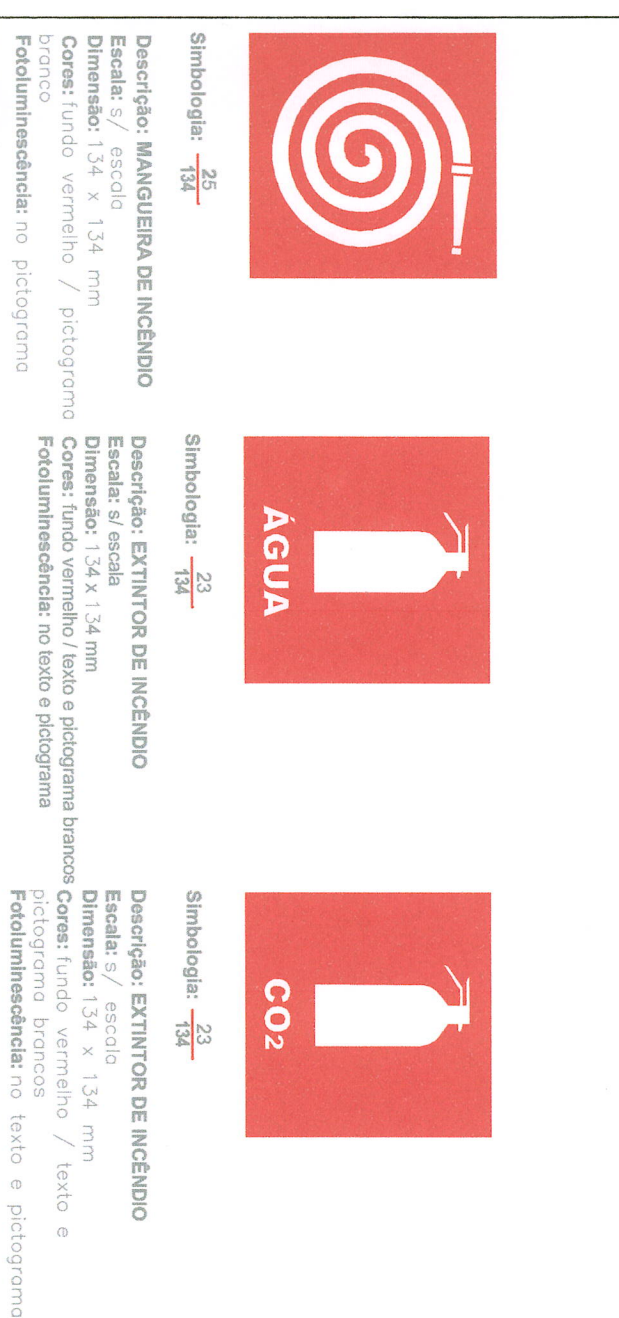 Simbologia: 25
134
Descrição: MANGUEIRA DE INCÊNDIO
Escala: s/ escala
Dimensão: 134 x 134 mm
Cores: fundo vermelho / pictograma
branco
Fotoluminescência: no pictograma
ÁGUA
Simbologia: 23
134
Descrição: EXTINTOR DE INCÊNDIO
Escala: s/ escala
Dimensão: 134 x 134 mm
Cores: fundo vermelho / texto e pictograma brancos
Fotoluminescência: no texto e pictograma
CO2
Simbologia: 23
134
Descrição: EXTINTOR DE INCÊNDIO
Escala: s/ escala
Dimensão: 134 x 134 mm
Cores: fundo vermelho / texto e
pictograma brancos
Fotoluminescência: no texto e pictograma